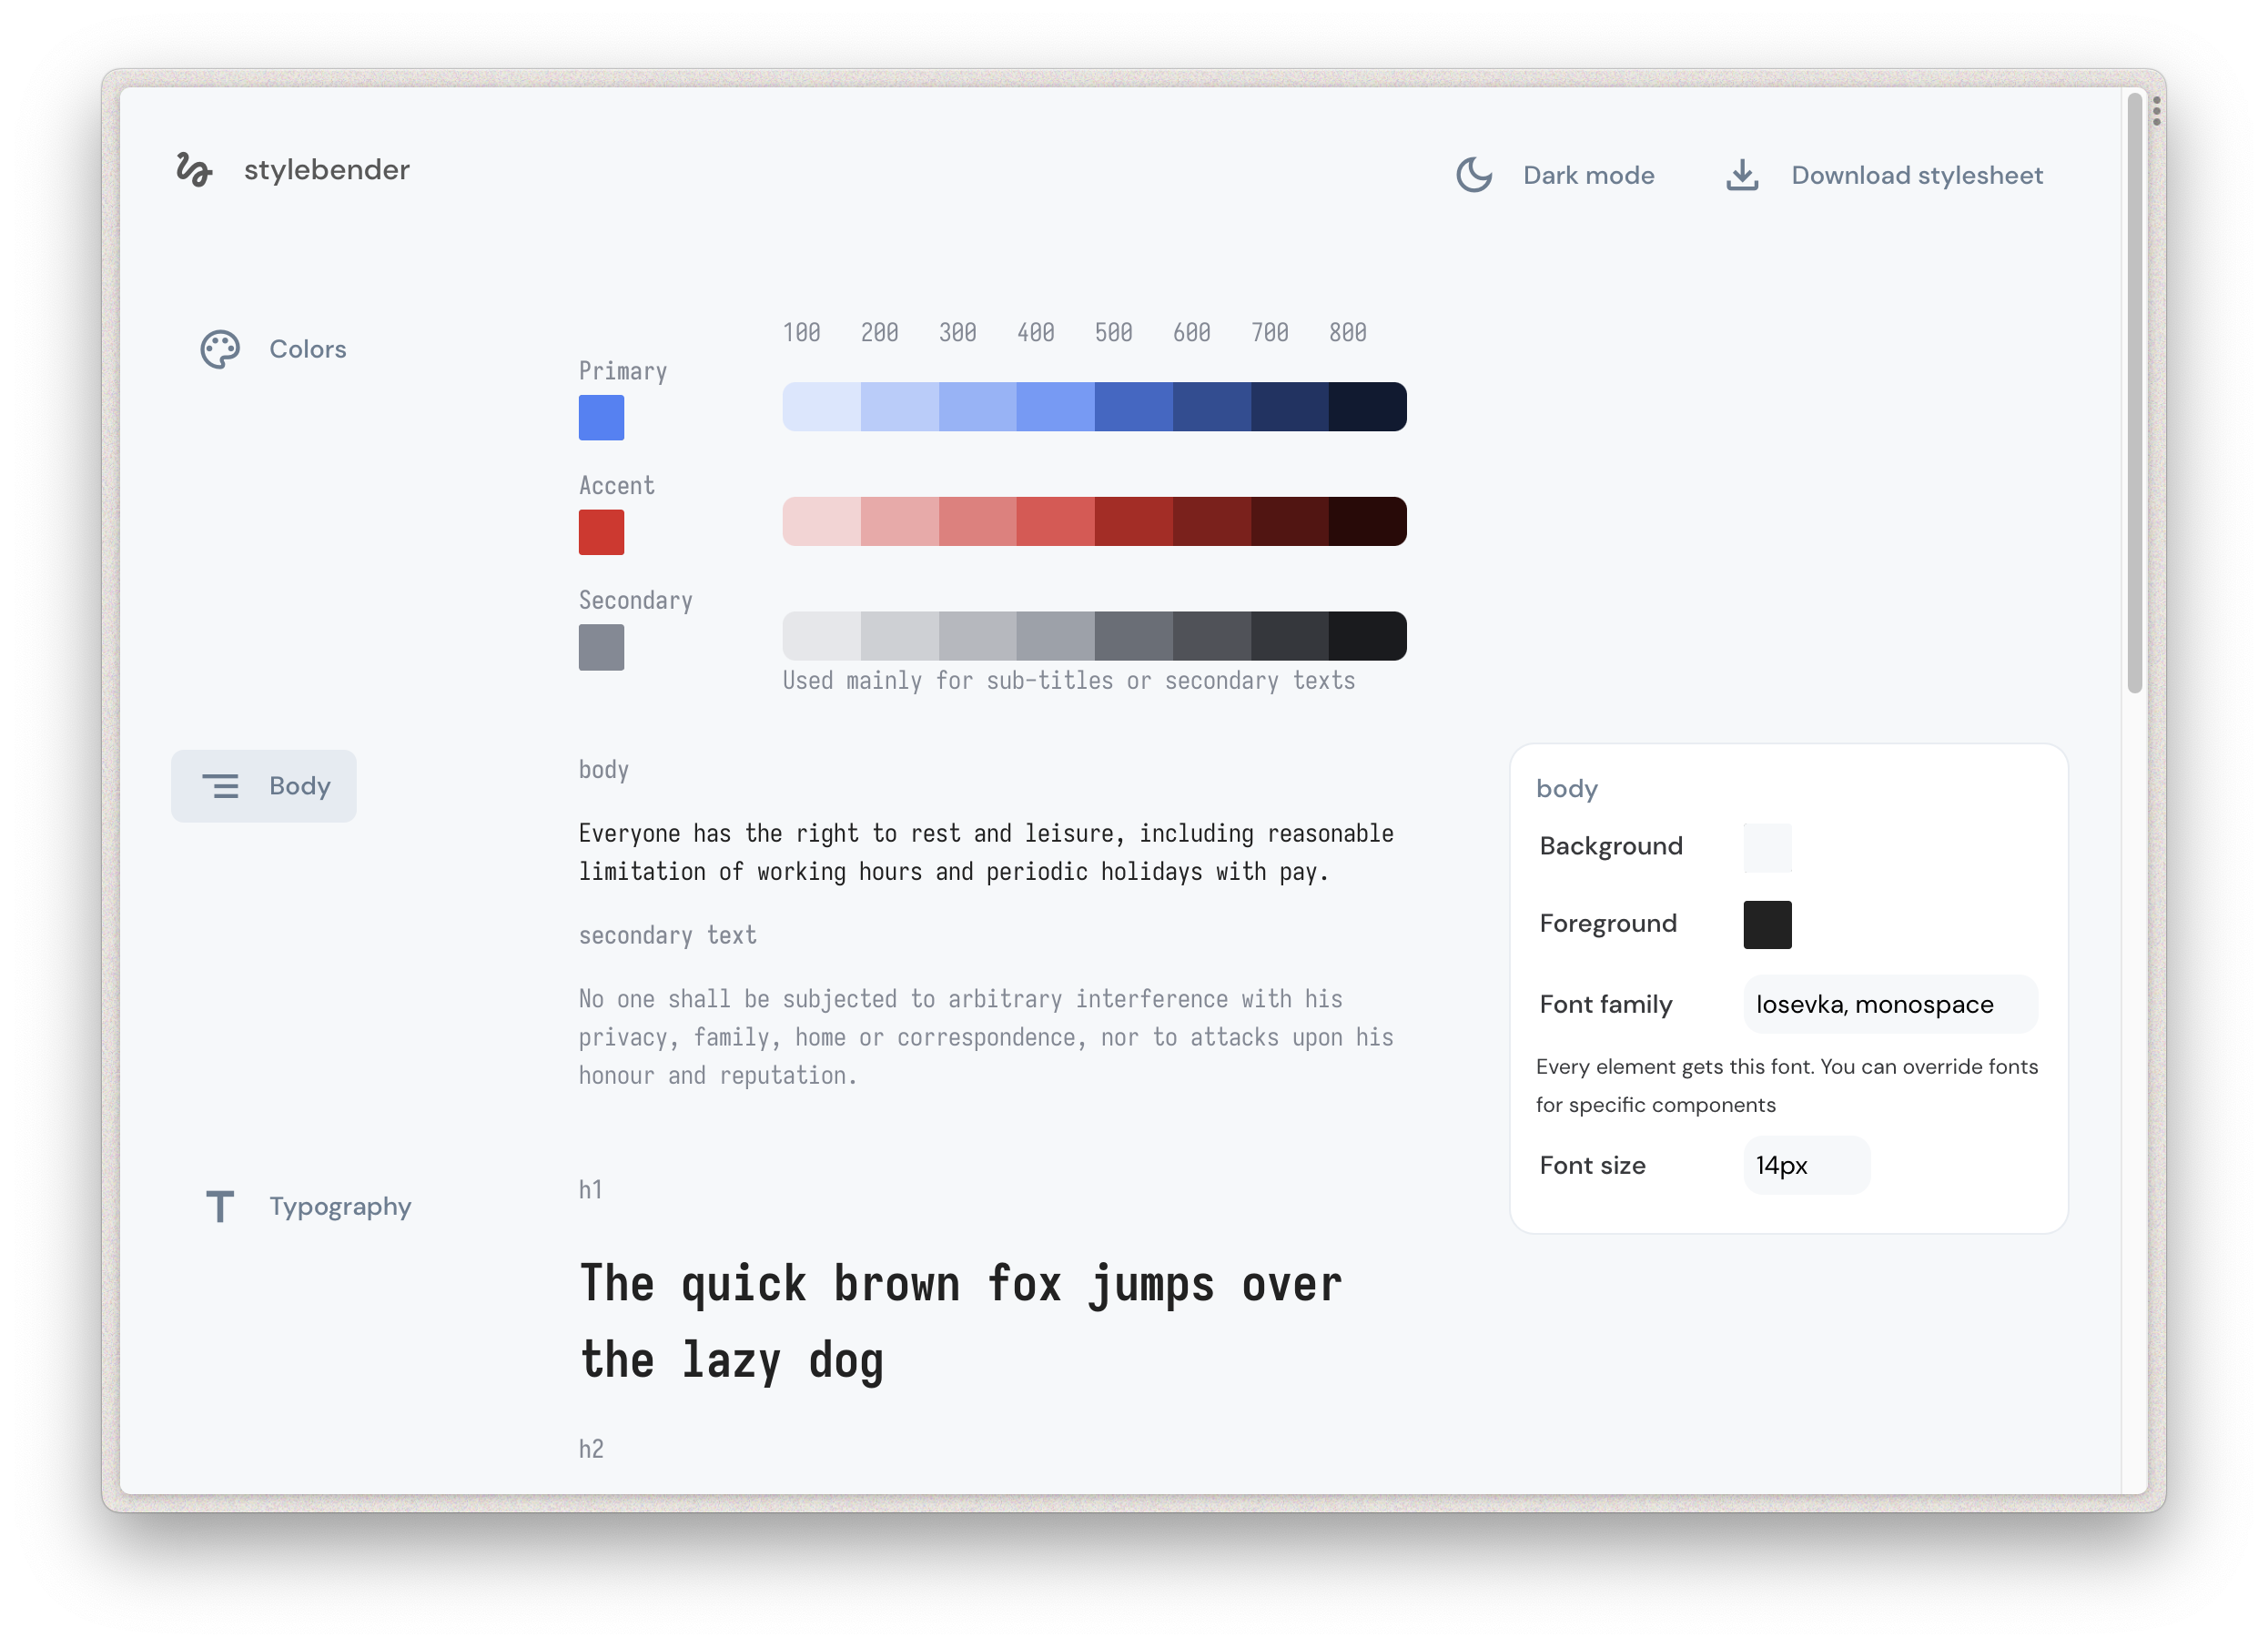 stylebender
Dark mode
Download stylesheet
Colors
100 200 300 400 500 600 700 800
Primary
Accent
Secondary
Used mainly for sub-titles or secondary texts
Body
body
Everyone has the right to rest and leisure, including reasonable
limitation of working hours and periodic holidays with pay.
secondary text
No one shall be subjected to arbitrary interference with his
privacy, family, home or correspondence, nor to attacks upon his
honour and reputation.
body
Background
Foreground
Font family
Iosevka, monospace
Every element gets this font. You can override fonts
for specific components
Font size
14px
Typography
h1
The quick brown fox jumps over
the lazy dog
h2